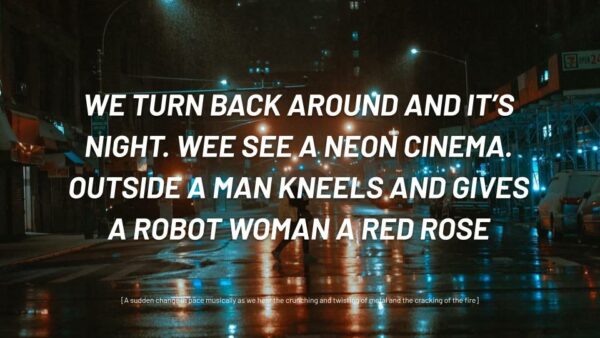 WE TURN BACK AROUND AND IT'S
NIGHT. WEE SEE A NEON CINEMA.
OUTSIDE A MAN KNEELS AND GIVES
A ROBOT WOMAN A RED ROSE
[A sudden change in pace musically as we hear the crunching and twisting of metal and the cracking of the fire]